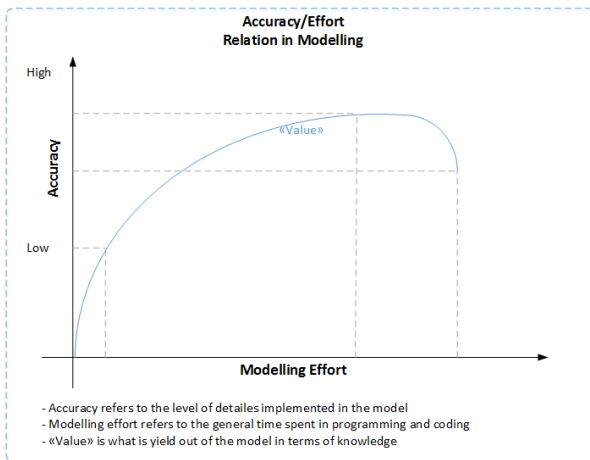 Accuracy/Effort
Relation in Modelling
High
«Value»
Accuracy
Low
Modelling Effort
- Accuracy refers to the level of detailes implemented in the model
- Modelling effort refers to the general time spent in programming and coding
- «Value» is what is yield out of the model in terms of knowledge